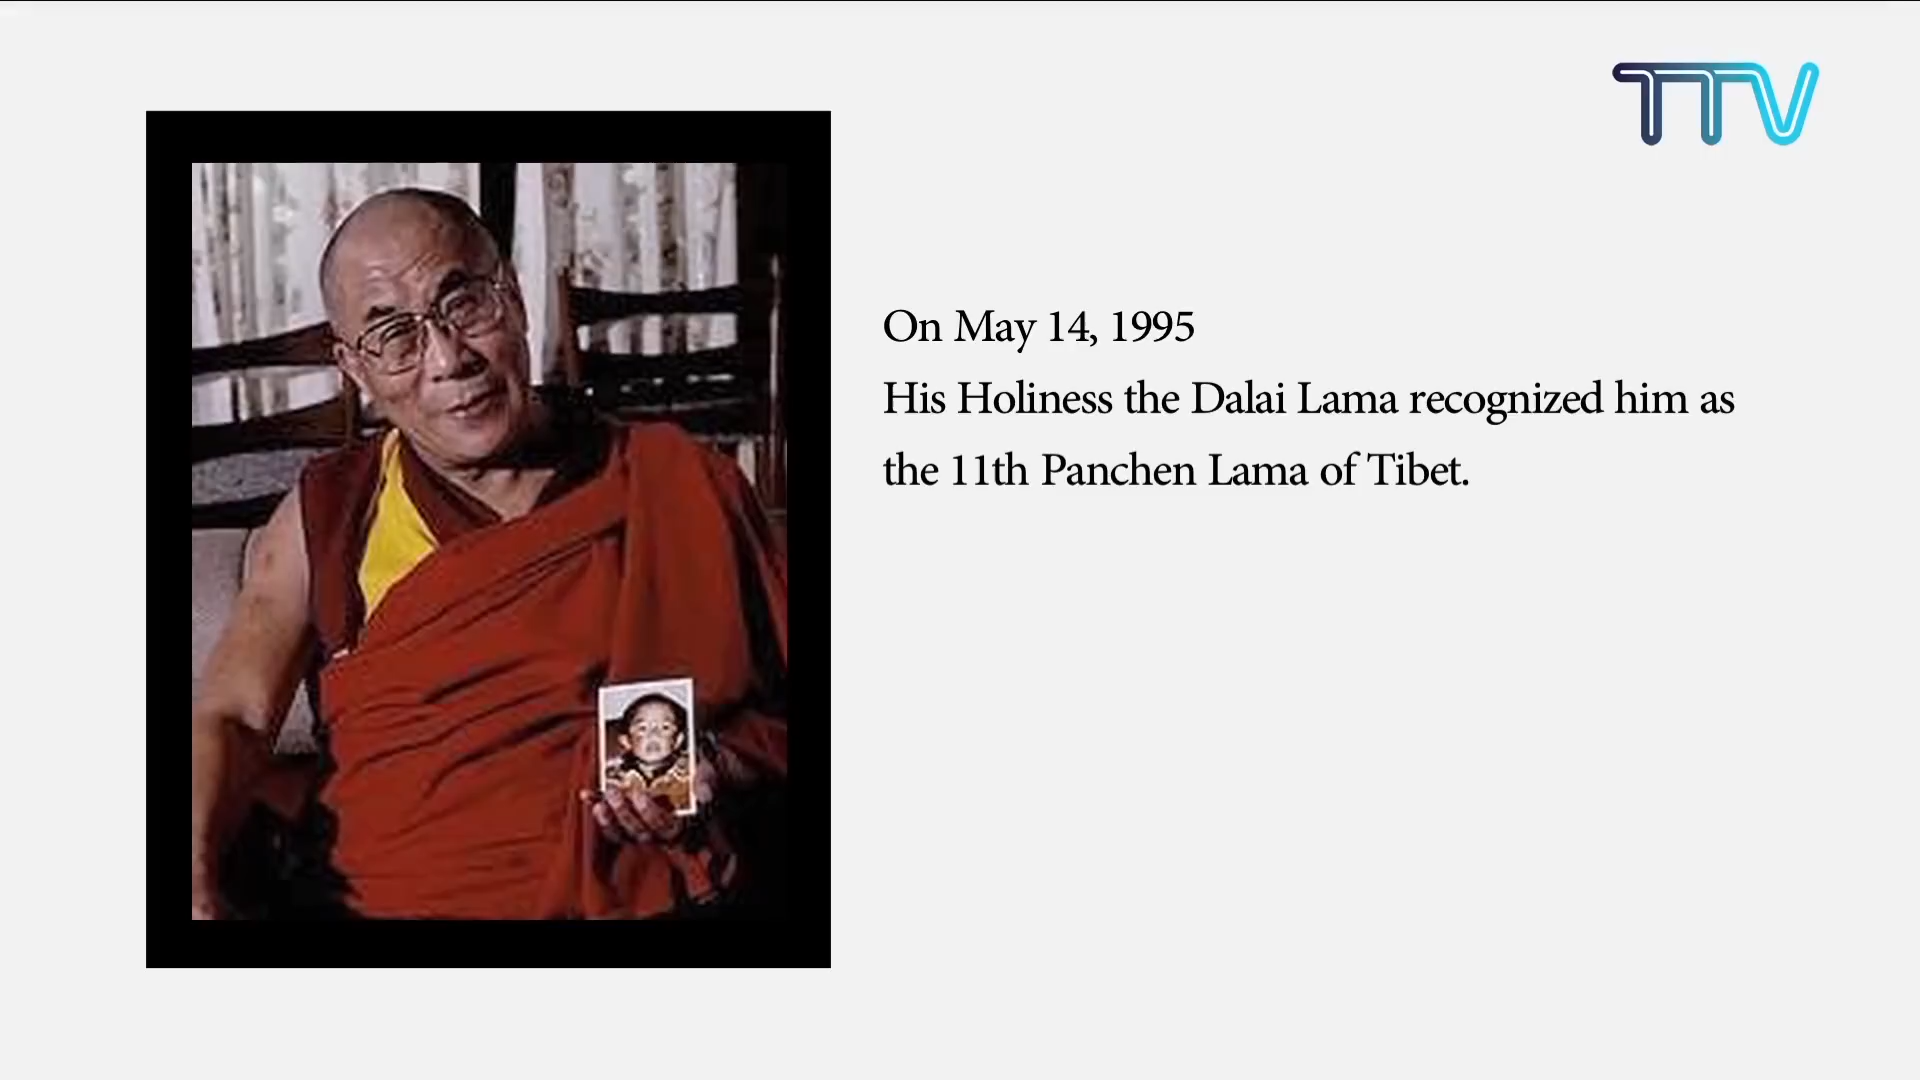 TTV
On May 14, 1995
His Holiness the Dalai Lama recognized him as
the 11th Panchen Lama of Tibet.